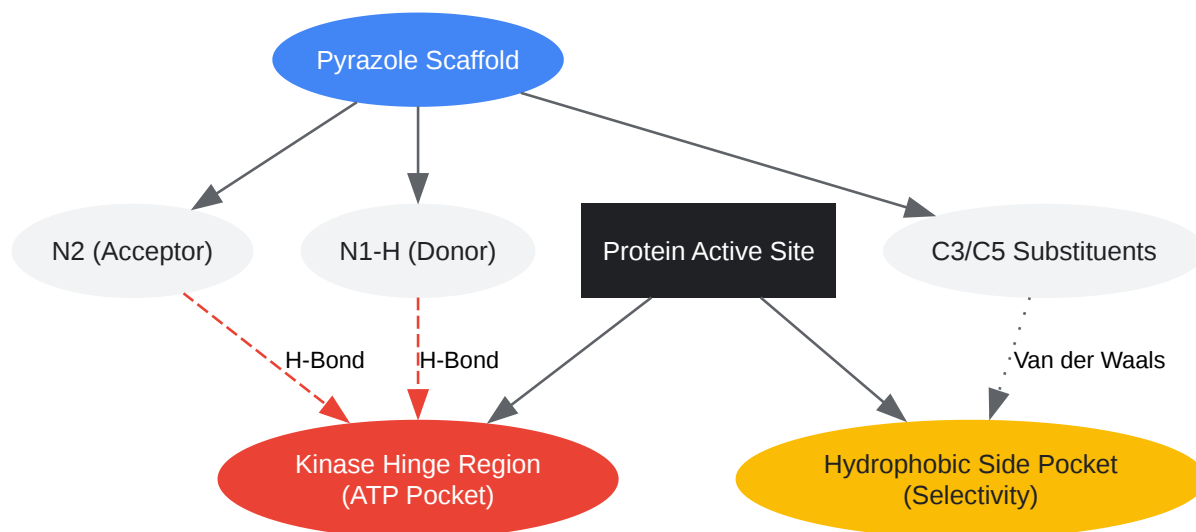 Pyrazole Scaffold
N2 (Acceptor)
N1-H (Donor)
Protein Active Site
C3/C5 Substituents
H-Bond
H-Bond
Van der Waals
Kinase Hinge Region
(ATP Pocket)
Hydrophobic Side Pocket
(Selectivity)